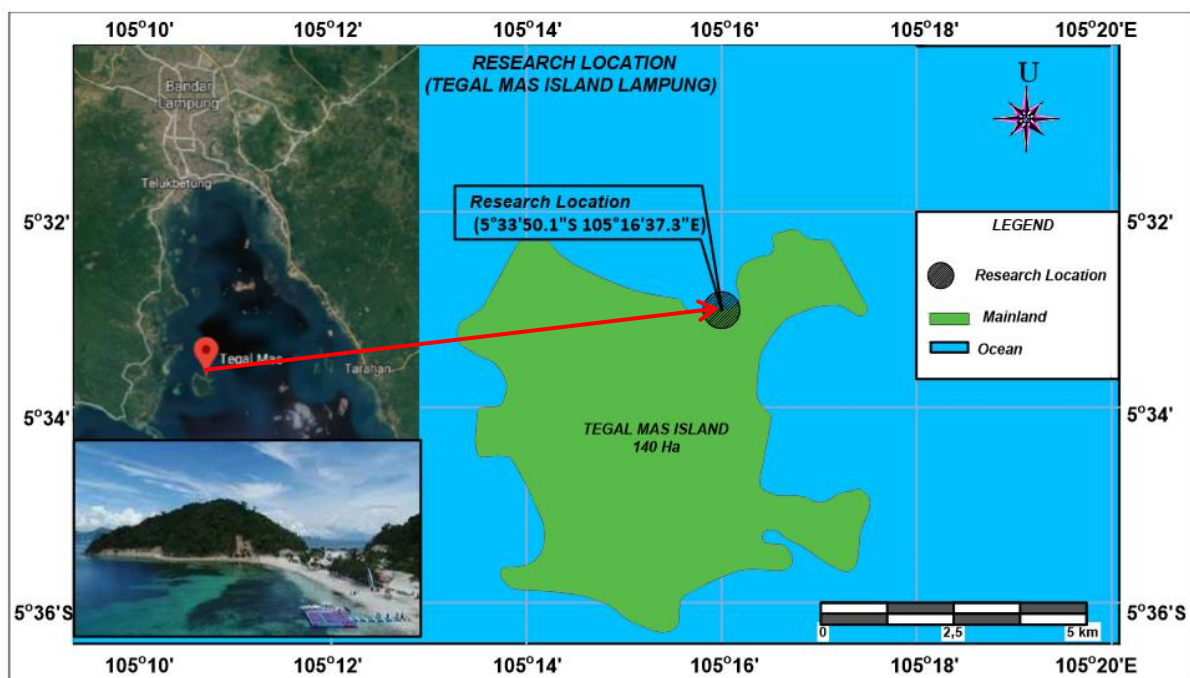 105°10' 105°12' 105°14' 105°16' 105°18' 105°20'E
RESEARCH LOCATION
(TEGAL MAS ISLAND LAMPUNG)
Bandar
Lampung
Telukbetung
Tegal Mas
Tarahan
U
5°32' 5°32'
Research Location
(5°33'50.1"S 105°16'37.3"E)
LEGEND
Research Location
Mainland
Ocean
5°34' 5°34'
TEGAL MAS ISLAND
140 Ha
5°36'S 5°36'S
0 2,5 5 km
105°10' 105°12' 105°14' 105°16' 105°18' 105°20'E